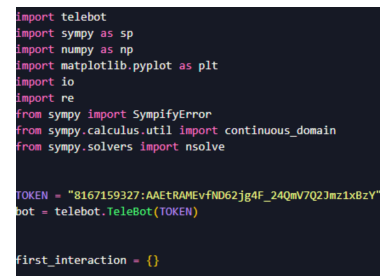 import telebot
import sympy as sp
import numpy as np
import matplotlib.pyplot as plt
import io
import re
from sympy import SympifyError
from sympy.calculus.util import continuous_domain
from sympy.solvers import nsolve
TOKEN = "8167159327:AAEtRAMEvfND62jg4F_24QmV7Q2Jmz1xBzY"
bot = telebot.TeleBot(TOKEN)
first_interaction = {}